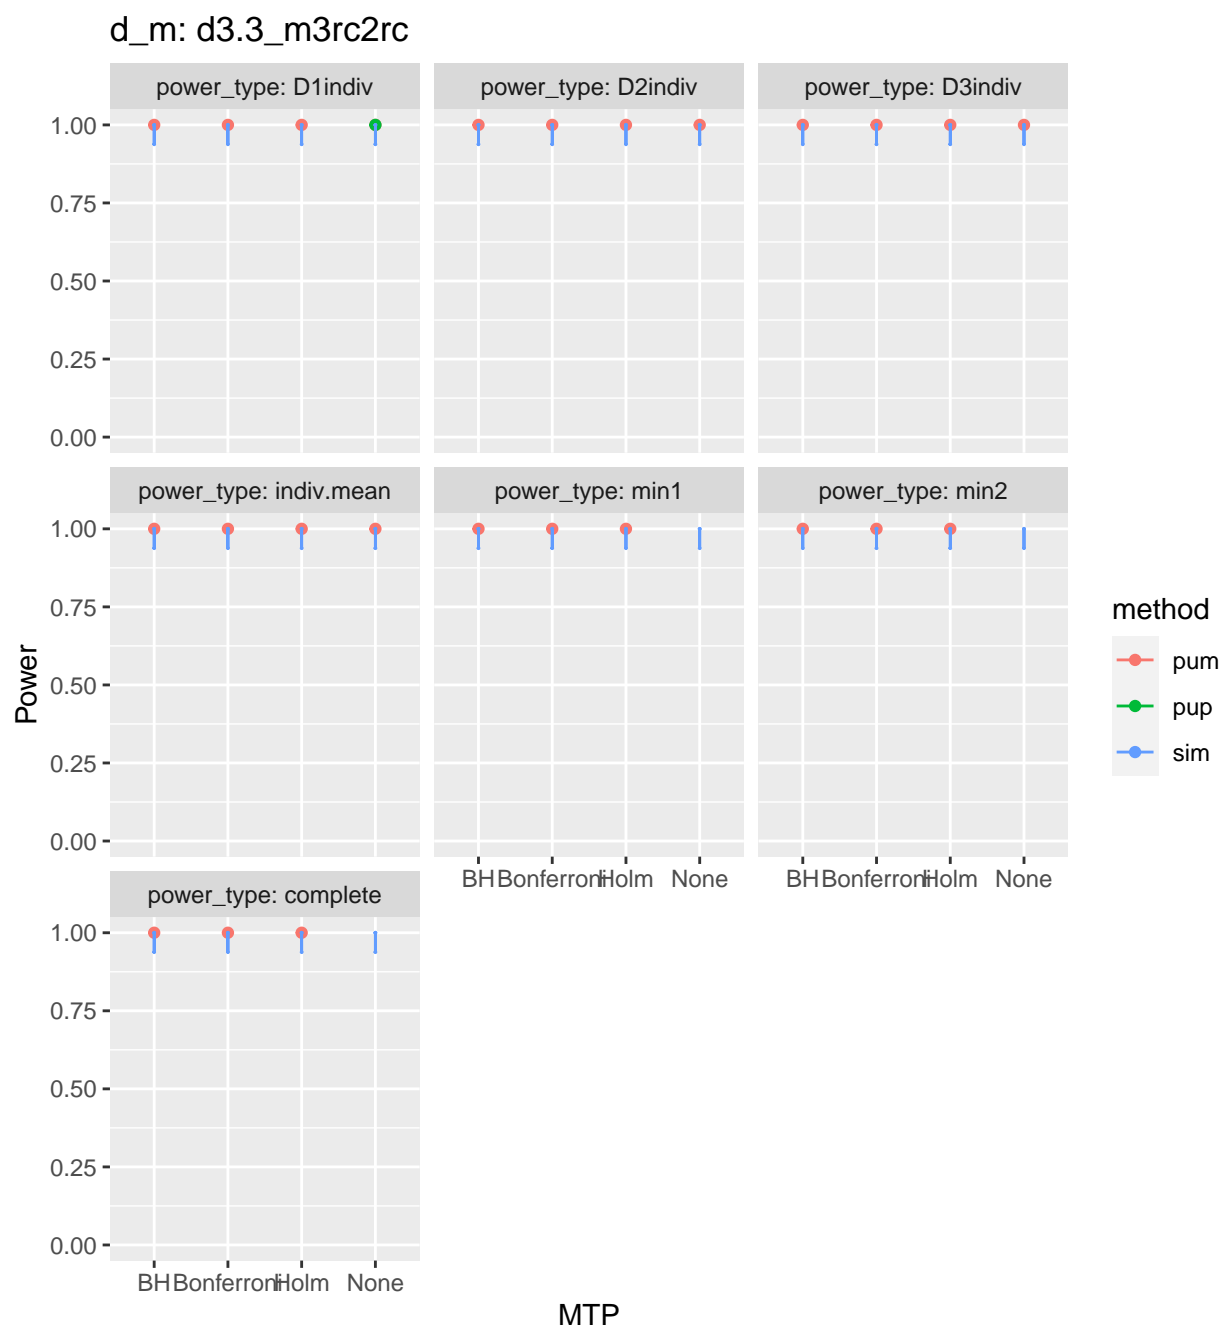 d_m: d3.3_m3rc2rc
power_type: D1indiv
power_type: D2indiv
power_type: D3indiv
1.00
0.75
0.50
0.25
0.00
power_type: indiv.mean
power_type: min1
power_type: min2
1.00
0.75
0.50
0.25
0.00
BH Bonferroni Holm None
BH Bonferroni Holm None
power_type: complete
1.00
0.75
0.50
0.25
0.00
BH Bonferroni Holm None
MTP
Power
method
pum
pup
sim